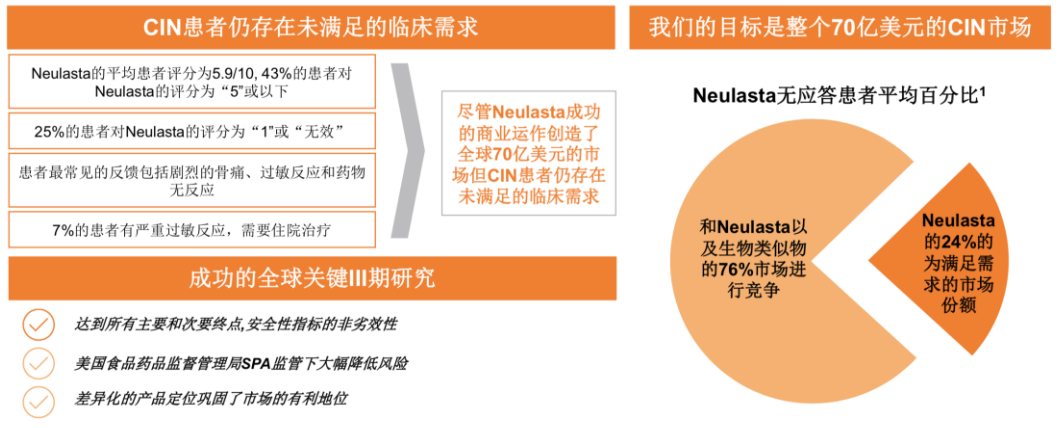 CIN患者仍存在未满足的临床需求
Neulasta的平均患者评分为5.9/10, 43%的患者对
Neulasta的评分为“5”或以下
25%的患者对Neulasta的评分为“1”或“无效”
患者最常见的反馈包括剧烈的骨痛、过敏反应和药物
无反应
7%的患者有严重过敏反应，需要住院治疗
尽管Neulasta成功
的商业运作创造了
全球70亿美元的市
场但CIN患者仍存在
未满足的临床需求
成功的全球关键III期研究
达到所有主要和次要终点,安全性指标的非劣效性
美国食品药品监督管理局SPA监管下大幅降低风险
差异化的产品定位巩固了市场的有利地位
我们的目标是整个70亿美元的CIN市场
Neulasta无应答患者平均百分比1
和Neulasta以
及生物类似物
的76%市场进
行竞争
Neulasta
的24%的
为满足需
求的市场
份额